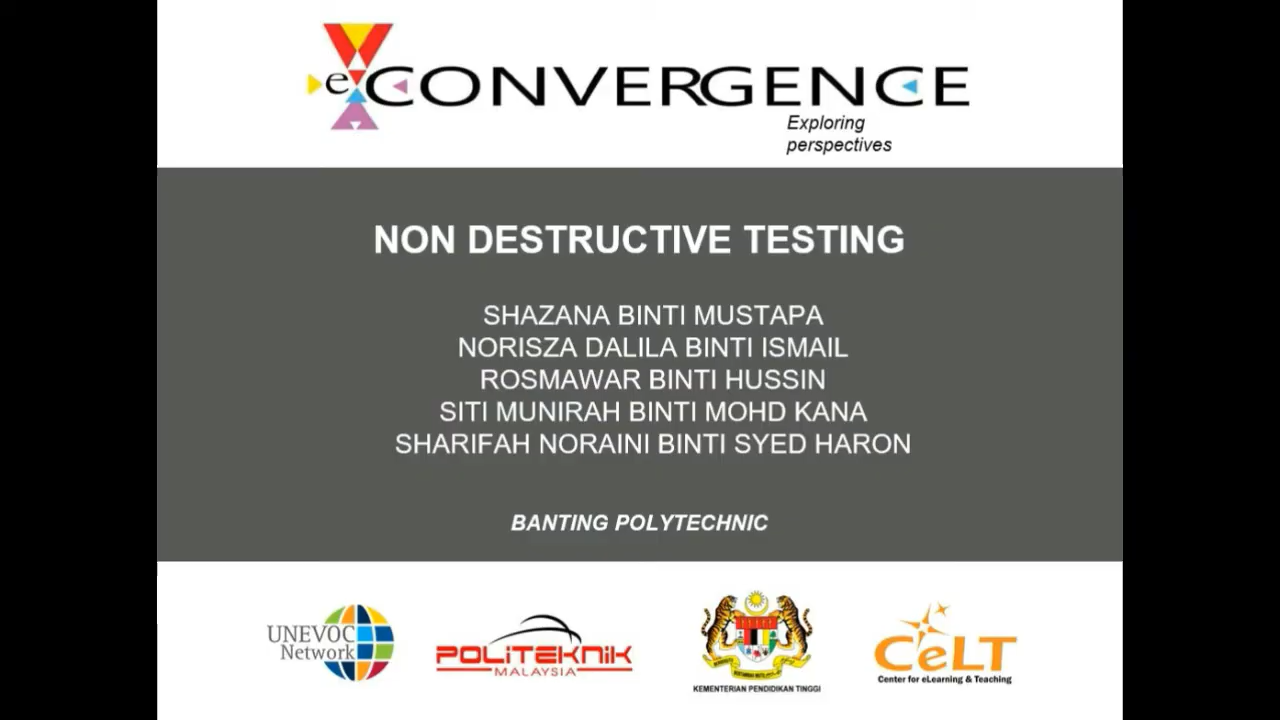 eCONVERGENCE
Exploring
perspectives
NON DESTRUCTIVE TESTING
SHAZANA BINTI MUSTAPA
NORISZA DALILA BINTI ISMAIL
ROSMAWAR BINTI HUSSIN
SITI MUNIRAH BINTI MOHD KANA
SHARIFAH NORAINI BINTI SYED HARON
BANTING POLYTECHNIC
UNEVOC
Network
POLITEKNIK
MALAYSIA
KEMENTERIAN PENDIDIKAN TINGGI
CeLT
Center for eLearning & Teaching